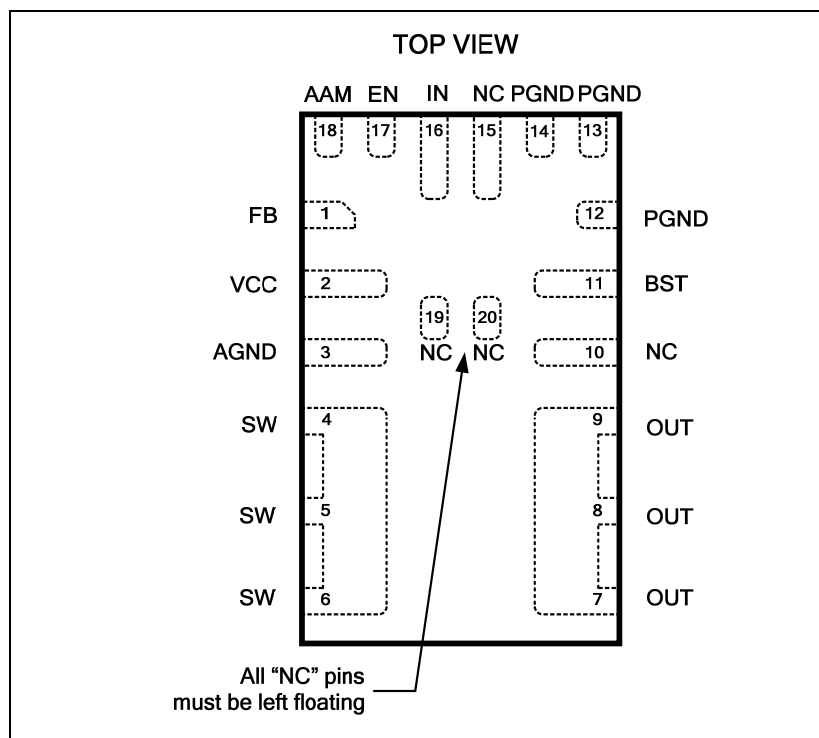 TOP VIEW
AAM EN IN NC PGND PGND
18 17 16 15 14 13
FB 1 12 PGND
VCC 2 11 BST
19 20
AGND 3 NC NC 10 NC
SW 4 9 OUT
SW 5 8 OUT
SW 6 7 OUT
All “NC” pins
must be left floating